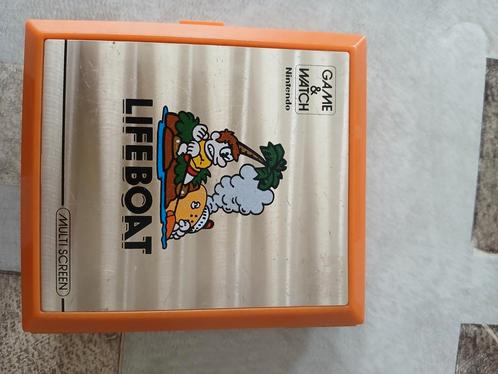 GAME
&
WATCH
Nintendo
LIFEBOAT
MULTI SCREEN